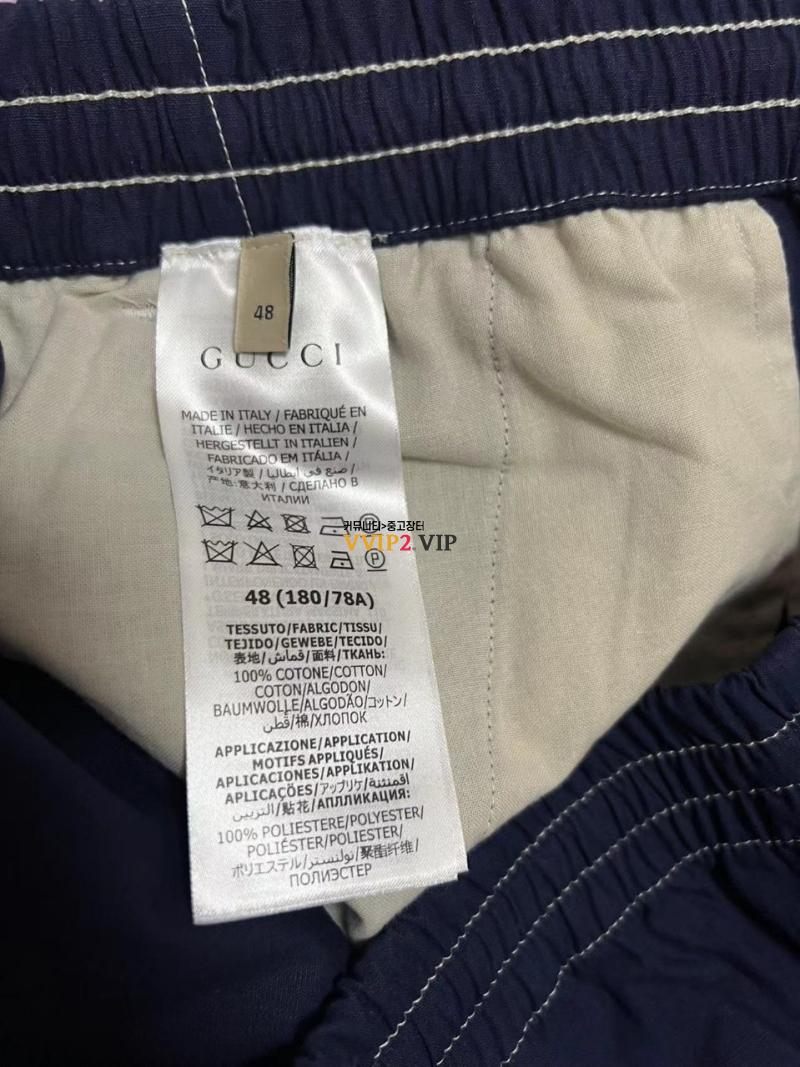 48
GUCCI
MADE IN ITALY / FABRIQUÉ EN
ITALIE / HECHO EN ITALIA /
HERGESTELLT IN ITALIEN /
FABRICADO EM ITÁLIA /
イタリア製 / صنع في ايطاليا /
产地: 意大利 / СДЕЛАНО В
ИТАЛИИ
커뮤니티>중고장터
VVIP2.VIP
48 (180/78A)
TESSUTO/FABRIC/TISSU/
TEJIDO/GEWEBE/TECIDO/
表地/قماش/面料/ТКАНЬ:
100% COTONE/COTTON/
COTON/ALGODÓN/
BAUMWOLLE/ALGODÃO/コットン/
قطن/棉/ХЛОПОК
APPLICAZIONE/APPLICATION/
MOTIFS APPLIQUÉS/
APLICACIONES/APPLIKATION/
APLICAÇÕES/アップリケ/أقمشة
التزيين/贴花/АППЛИКАЦИЯ:
100% POLIESTERE/POLYESTER/
POLYESTER/POLIÉSTER/
ポリエステル/بوليستر/聚酯纤维/
ПОЛИЭСТЕР